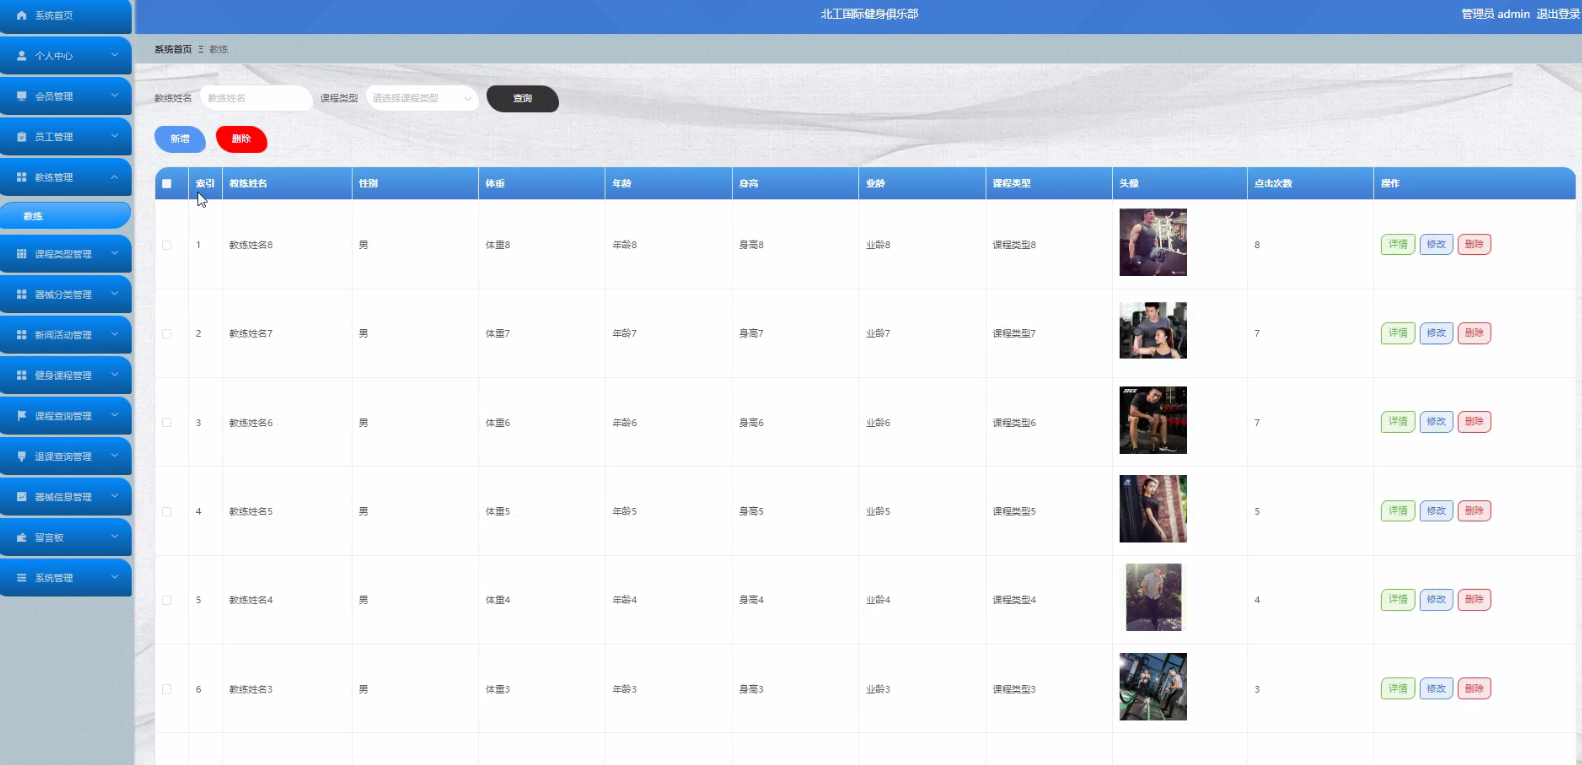 北工国际健身俱乐部
管理员 admin 退出登录
系统首页
个人中心
会员管理
员工管理
教练管理
教练
课程类型管理
器械分类管理
新闻活动管理
健身课程管理
课程查询管理
退课查询管理
器械信息管理
留言板
系统管理
系统首页 Ξ 教练
教练姓名 教练姓名 课程类型 请选择课程类型 查询
新增 删除
索引 教练姓名 性别 体重 年龄 身高 业龄 课程类型 头像 点击次数 操作
1 教练姓名8 男 体重8 年龄8 身高8 业龄8 课程类型8 8 详情 修改 删除
2 教练姓名7 男 体重7 年龄7 身高7 业龄7 课程类型7 7 详情 修改 删除
3 教练姓名6 男 体重6 年龄6 身高6 业龄6 课程类型6 7 详情 修改 删除
4 教练姓名5 男 体重5 年龄5 身高5 业龄5 课程类型5 5 详情 修改 删除
5 教练姓名4 男 体重4 年龄4 身高4 业龄4 课程类型4 4 详情 修改 删除
6 教练姓名3 男 体重3 年龄3 身高3 业龄3 课程类型3 3 详情 修改 删除